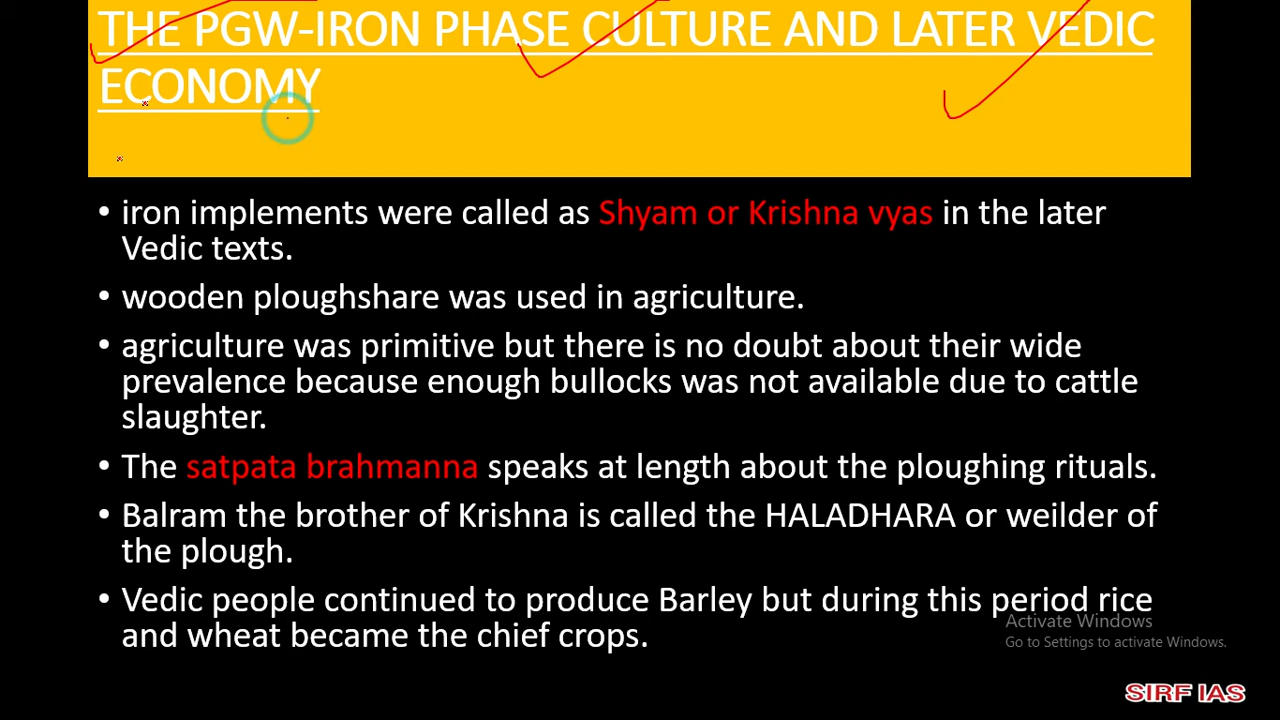 THE PGW-IRON PHASE CULTURE AND LATER VEDIC
ECONOMY
• iron implements were called as Shyam or Krishna vyas in the later
Vedic texts.
• wooden ploughshare was used in agriculture.
• agriculture was primitive but there is no doubt about their wide
prevalence because enough bullocks was not available due to cattle
slaughter.
• The satpata brahmanna speaks at length about the ploughing rituals.
• Balram the brother of Krishna is called the HALADHARA or weilder of
the plough.
• Vedic people continued to produce Barley but during this period rice
and wheat became the chief crops.
Activate Windows
Go to Settings to activate Windows.
SIRF IAS